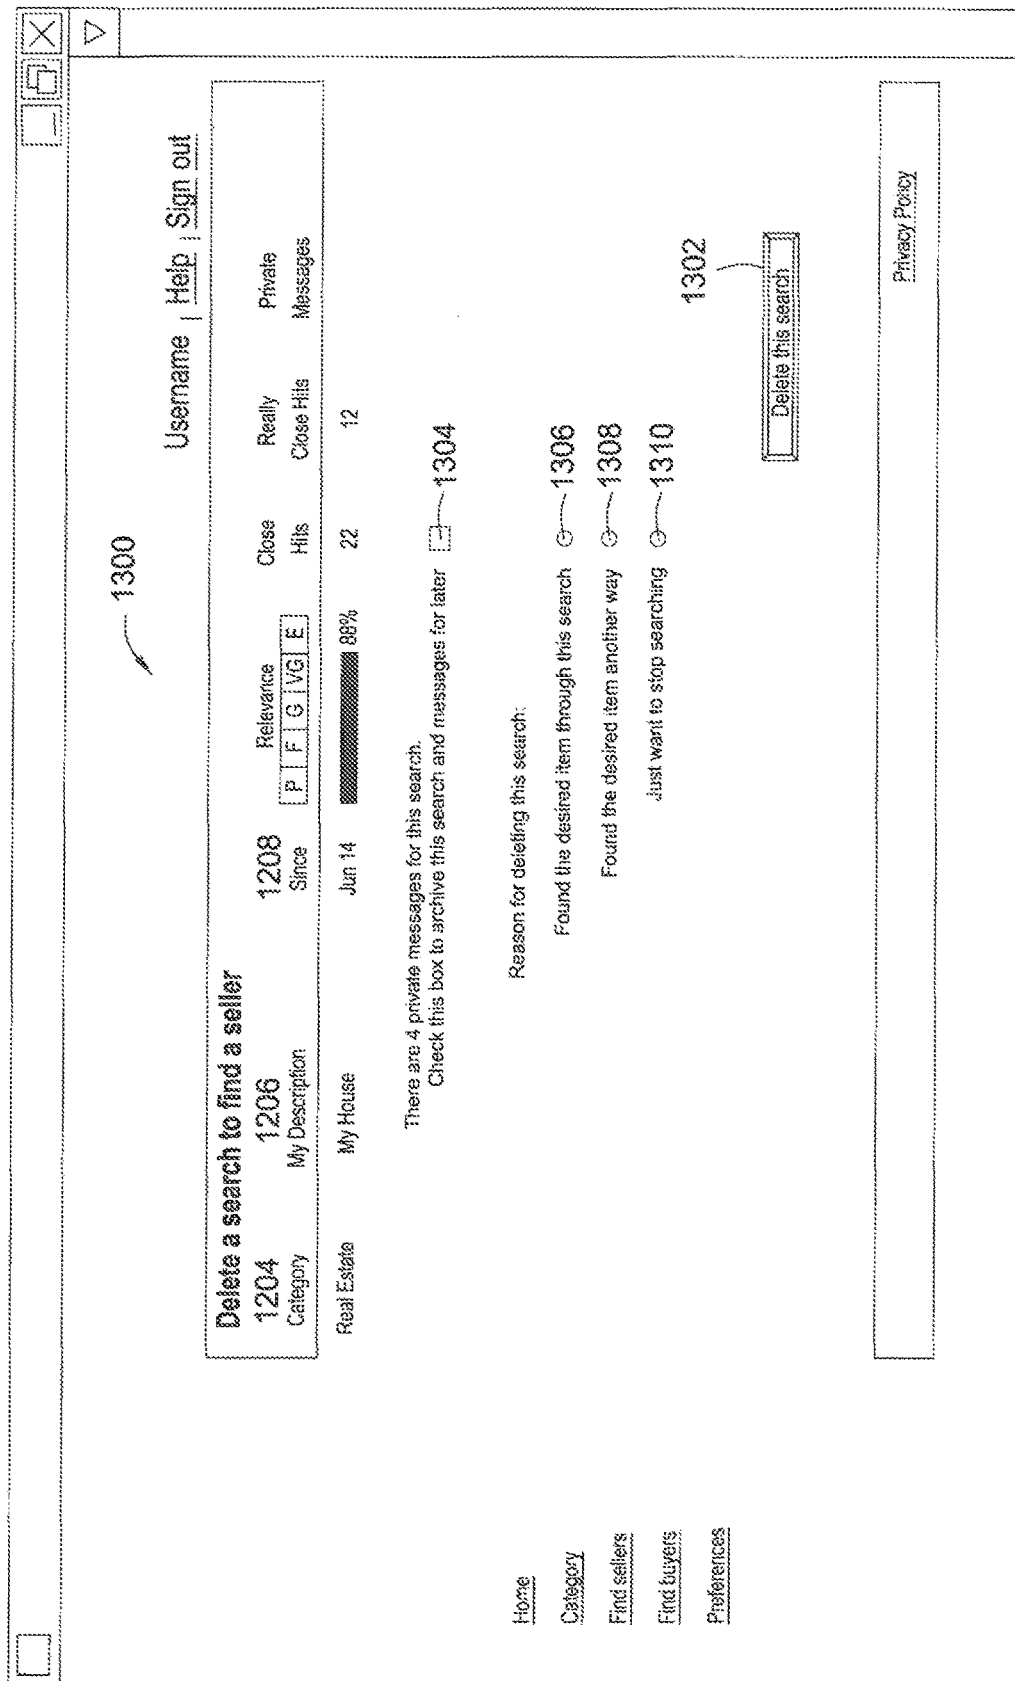 1300
Username | Help | Sign out
Delete a search to find a seller
1204 1206 1208
Category My Description Since Relevance Close Hits Really Close Hits Private Messages
P F G VG E
Real Estate My House Jun 14 88% 22 12
There are 4 private messages for this search.
Check this box to archive this search and messages for later 1304
Reason for deleting this search:
Found the desired item through this search 1306
Found the desired item another way 1308
Just want to stop searching 1310
1302
Delete this search
Home
Category
Find sellers
Find buyers
Preferences
Privacy Policy